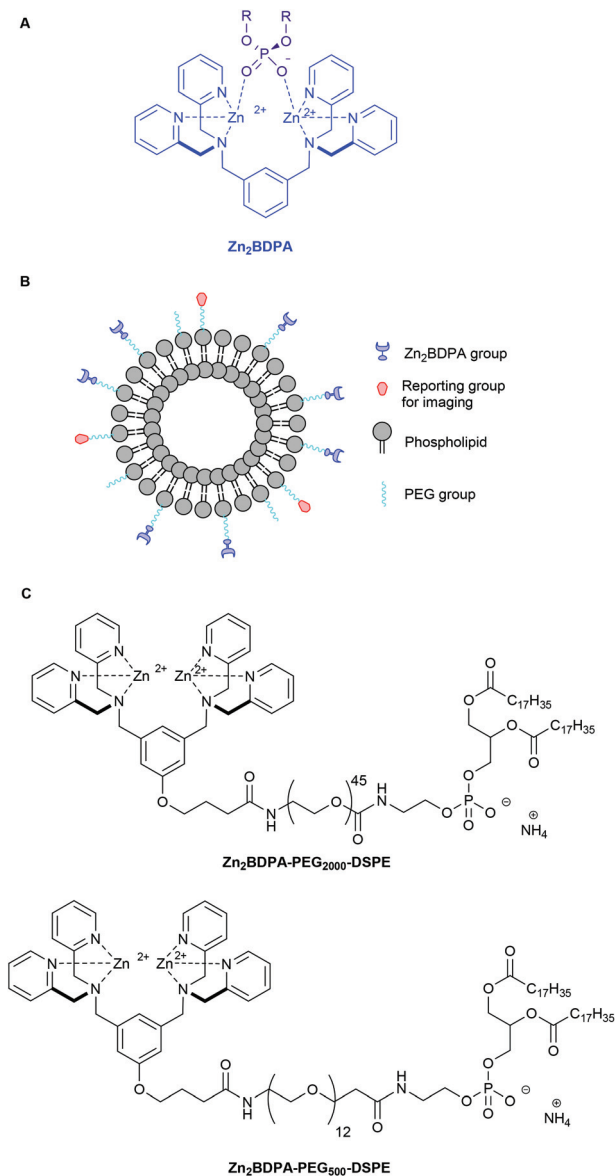 A
R R
O O
P
O O −
N N
Zn 2+ Zn 2+
N N
N N
Zn₂BDPA
B
Zn₂BDPA group
Reporting group
for imaging
Phospholipid
PEG group
C
N N
N Zn 2+ Zn 2+ N
N N
O
O C₁₇H₃₅
O O C₁₇H₃₅
O
O
O
N
H
O
45
O
H
N
O
P
O
O ⊖
⊕
NH₄
Zn₂BDPA-PEG₂₀₀₀-DSPE
N N
N Zn 2+ Zn 2+ N
N N
O
O C₁₇H₃₅
O O C₁₇H₃₅
O
O
O
N
H
O
12
O
H
N
O
P
O
O ⊖
⊕
NH₄
Zn₂BDPA-PEG₅₀₀-DSPE